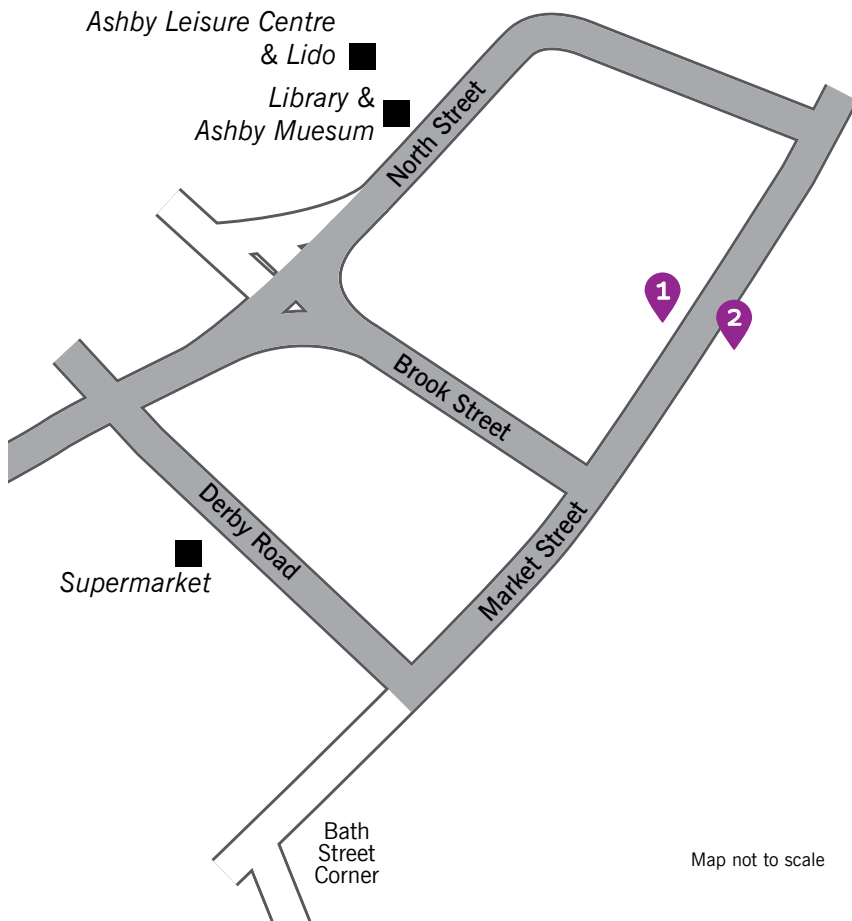 Ashby Leisure Centre
& Lido
Library &
Ashby Muesum
North Street
1
2
Brook Street
Derby Road
Market Street
Supermarket
Bath
Street
Corner
Map not to scale